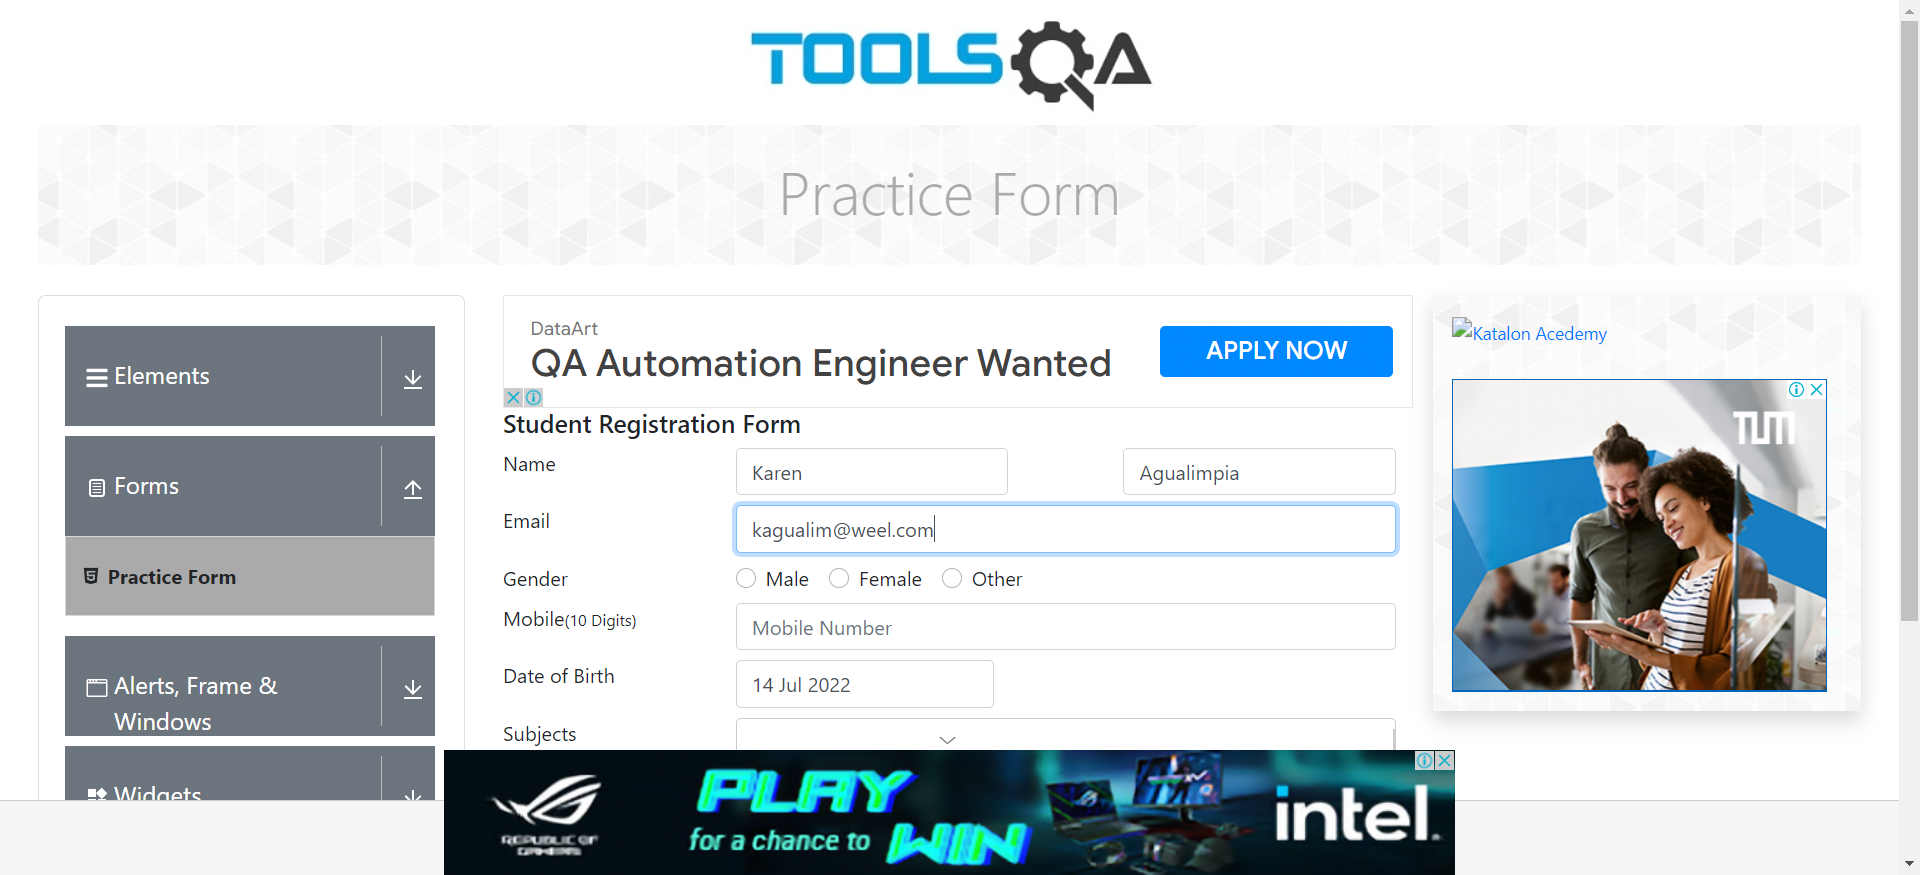 TOOLSQA
Practice Form
Elements
Forms
Practice Form
Alerts, Frame &
Windows
Widgets
DataArt
QA Automation Engineer Wanted
APPLY NOW
Student Registration Form
Name
Karen
Agualimpia
Email
kagualim@weel.com
Gender
Male
Female
Other
Mobile(10 Digits)
Mobile Number
Date of Birth
14 Jul 2022
Subjects
Katalon Acedemy
TUM
REPUBLIC OF
GAMERS
PLAY
for a chance to
WIN
intel.